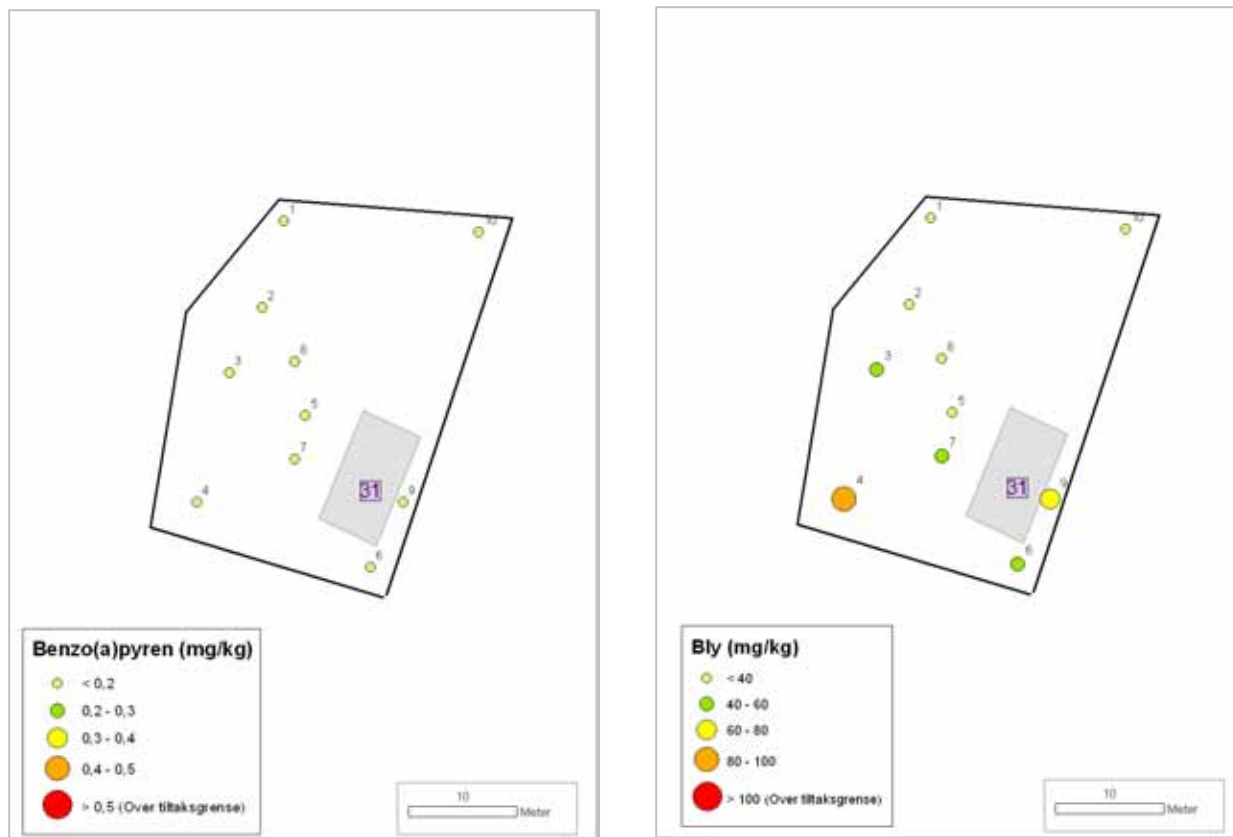 1
10
2
8
3
5
7
31
4
9
6
Benzo(a)pyren (mg/kg)
< 0,2
0,2 - 0,3
0,3 - 0,4
0,4 - 0,5
> 0,5 (Over tiltaksgrense)
10
Meter
1
10
2
8
3
5
7
4
31
9
6
Bly (mg/kg)
< 40
40 - 60
60 - 80
80 - 100
> 100 (Over tiltaksgrense)
10
Meter